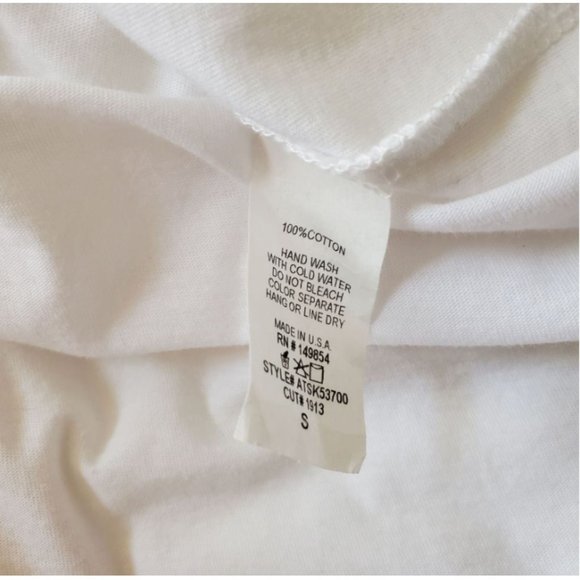 100%COTTON
HAND WASH
WITH COLD WATER
DO NOT BLEACH
COLOR SEPARATE
HANG OR LINE DRY
MADE IN U.S.A.
RN # 149854
STYLE# ATSK53700
CUT# 1913
S